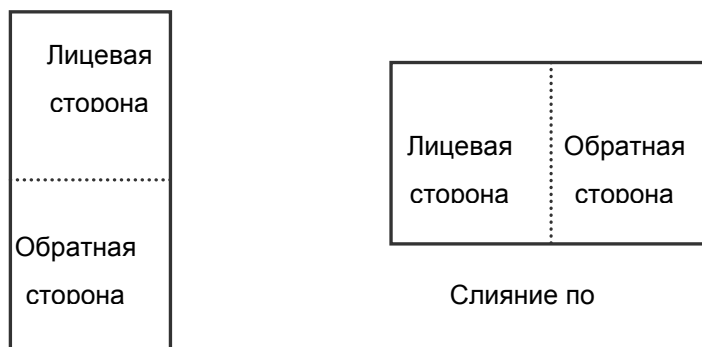 Лицевая
сторона
Обратная
сторона
Лицевая
сторона
Обратная
сторона
Слияние по